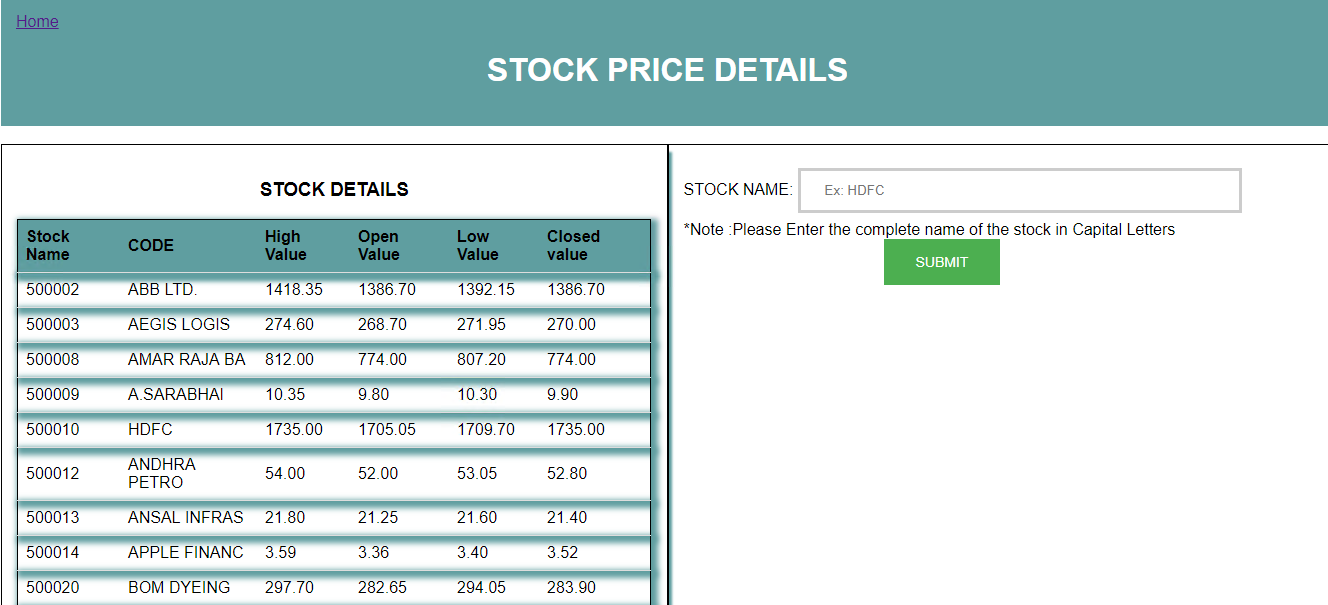 Home
STOCK PRICE DETAILS
STOCK DETAILS
Stock Name CODE High Value Open Value Low Value Closed value
500002 ABB LTD. 1418.35 1386.70 1392.15 1386.70
500003 AEGIS LOGIS 274.60 268.70 271.95 270.00
500008 AMAR RAJA BA 812.00 774.00 807.20 774.00
500009 A.SARABHAI 10.35 9.80 10.30 9.90
500010 HDFC 1735.00 1705.05 1709.70 1735.00
500012 ANDHRA PETRO 54.00 52.00 53.05 52.80
500013 ANSAL INFRAS 21.80 21.25 21.60 21.40
500014 APPLE FINANC 3.59 3.36 3.40 3.52
500020 BOM DYEING 297.70 282.65 294.05 283.90
STOCK NAME: Ex: HDFC
*Note :Please Enter the complete name of the stock in Capital Letters
SUBMIT